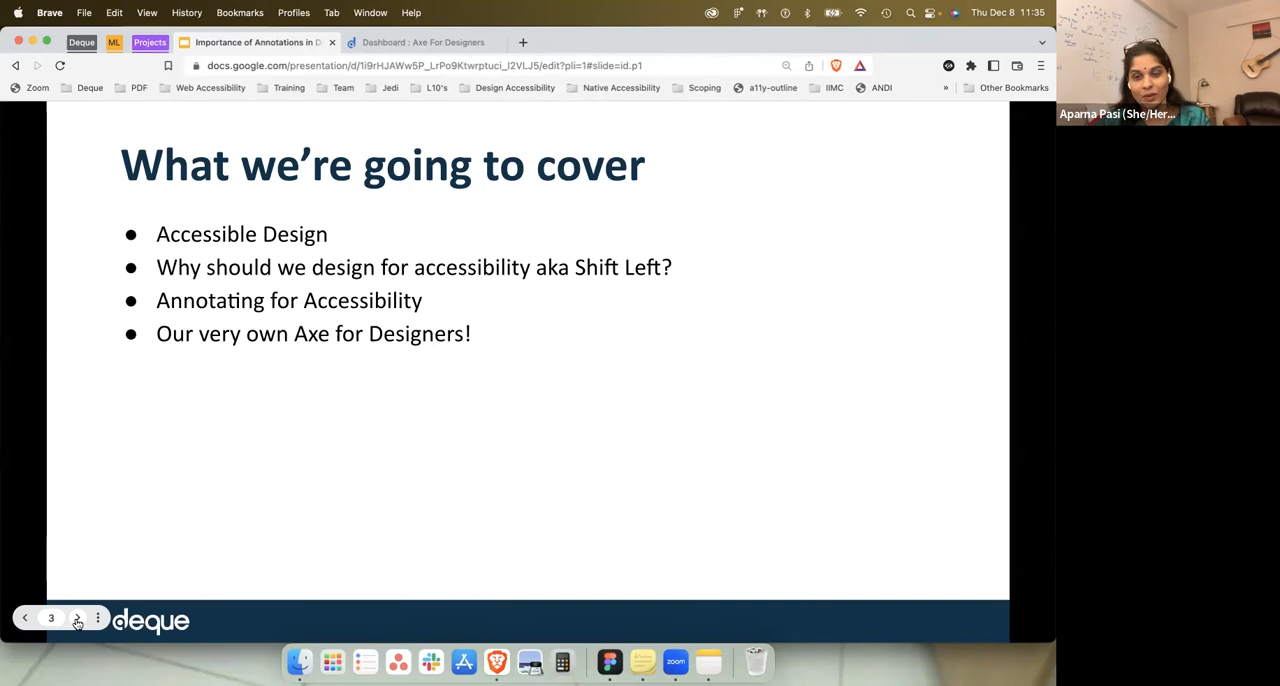 Brave File Edit View History Bookmarks Profiles Tab Window Help Thu Dec 8 11:35
Deque ML Projects Importance of Annotations in D Dashboard : Axe For Designers
docs.google.com/presentation/d/1i9rHJAWw5P_LrPo9Ktwrptuci_l2VLJ5/edit?pli=1#slide=id.p1
Zoom Deque PDF Web Accessibility Training Team Jedi L10's Design Accessibility Native Accessibility Scoping a11y-outline IIMC ANDI » Other Bookmarks
Aparna Pasi (She/Her...
What we’re going to cover
● Accessible Design
● Why should we design for accessibility aka Shift Left?
● Annotating for Accessibility
● Our very own Axe for Designers!
3
deque
zoom